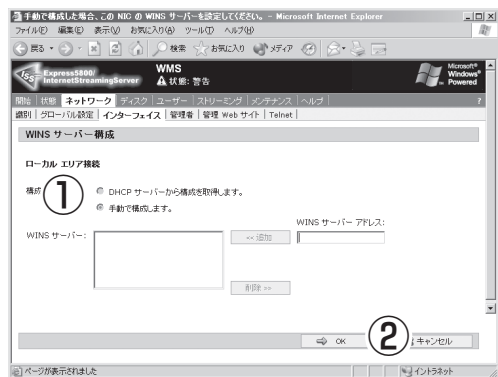 手動で構成した場合、この NIC の WINS サーバーを設定してください。 - Microsoft Internet Explorer
ファイル(F) 編集(E) 表示(V) お気に入り(A) ツール(T) ヘルプ(H)
戻る 検索 お気に入り メディア
Express5800/
InternetStreamingServer
WMS
状態: 警告
Microsoft®
Windows®
Powered
開始 状態 ネットワーク ディスク ユーザー ストリーミング メンテナンス ヘルプ ?
識別 グローバル設定 インターフェイス 管理者 管理 Web サイト Telnet
WINS サーバー構成
ローカル エリア接続
構成
①
DHCP サーバーから構成を取得します。
手動で構成します。
WINS サーバー アドレス:
WINS サーバー:
<< 追加
削除 >>
OK
②
キャンセル
ページが表示されました
イントラネット